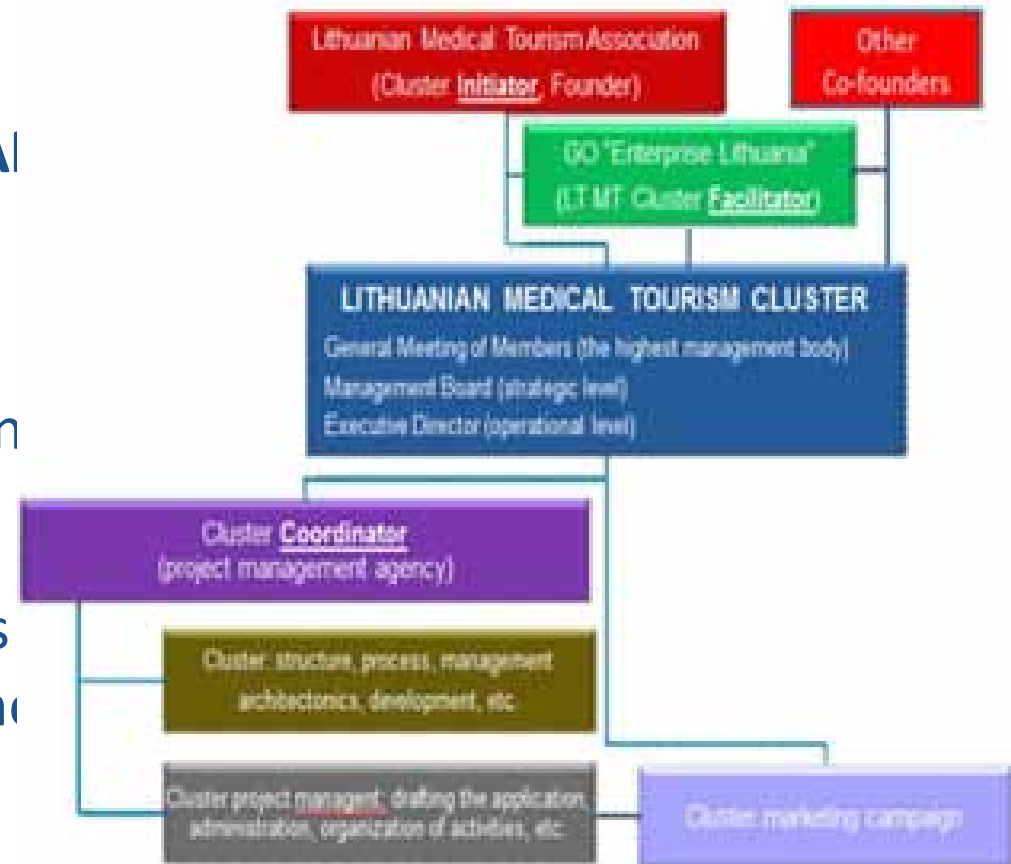 Lithuanian Medical Tourism Association
(Cluster Initiator, Founder)
Other
Co-founders
GO "Enterprise Lithuania"
(LT MT Cluster Facilitator)
LITHUANIAN MEDICAL TOURISM CLUSTER
General Meeting of Members (the highest management body)
Management Board (strategic level)
Executive Director (operational level)
Cluster Coordinator
(project management agency)
Cluster structure, process, management
architectonics, development, etc
Cluster project managent, drafting the application,
administration, organization of activities, etc
Cluster marketing campaign